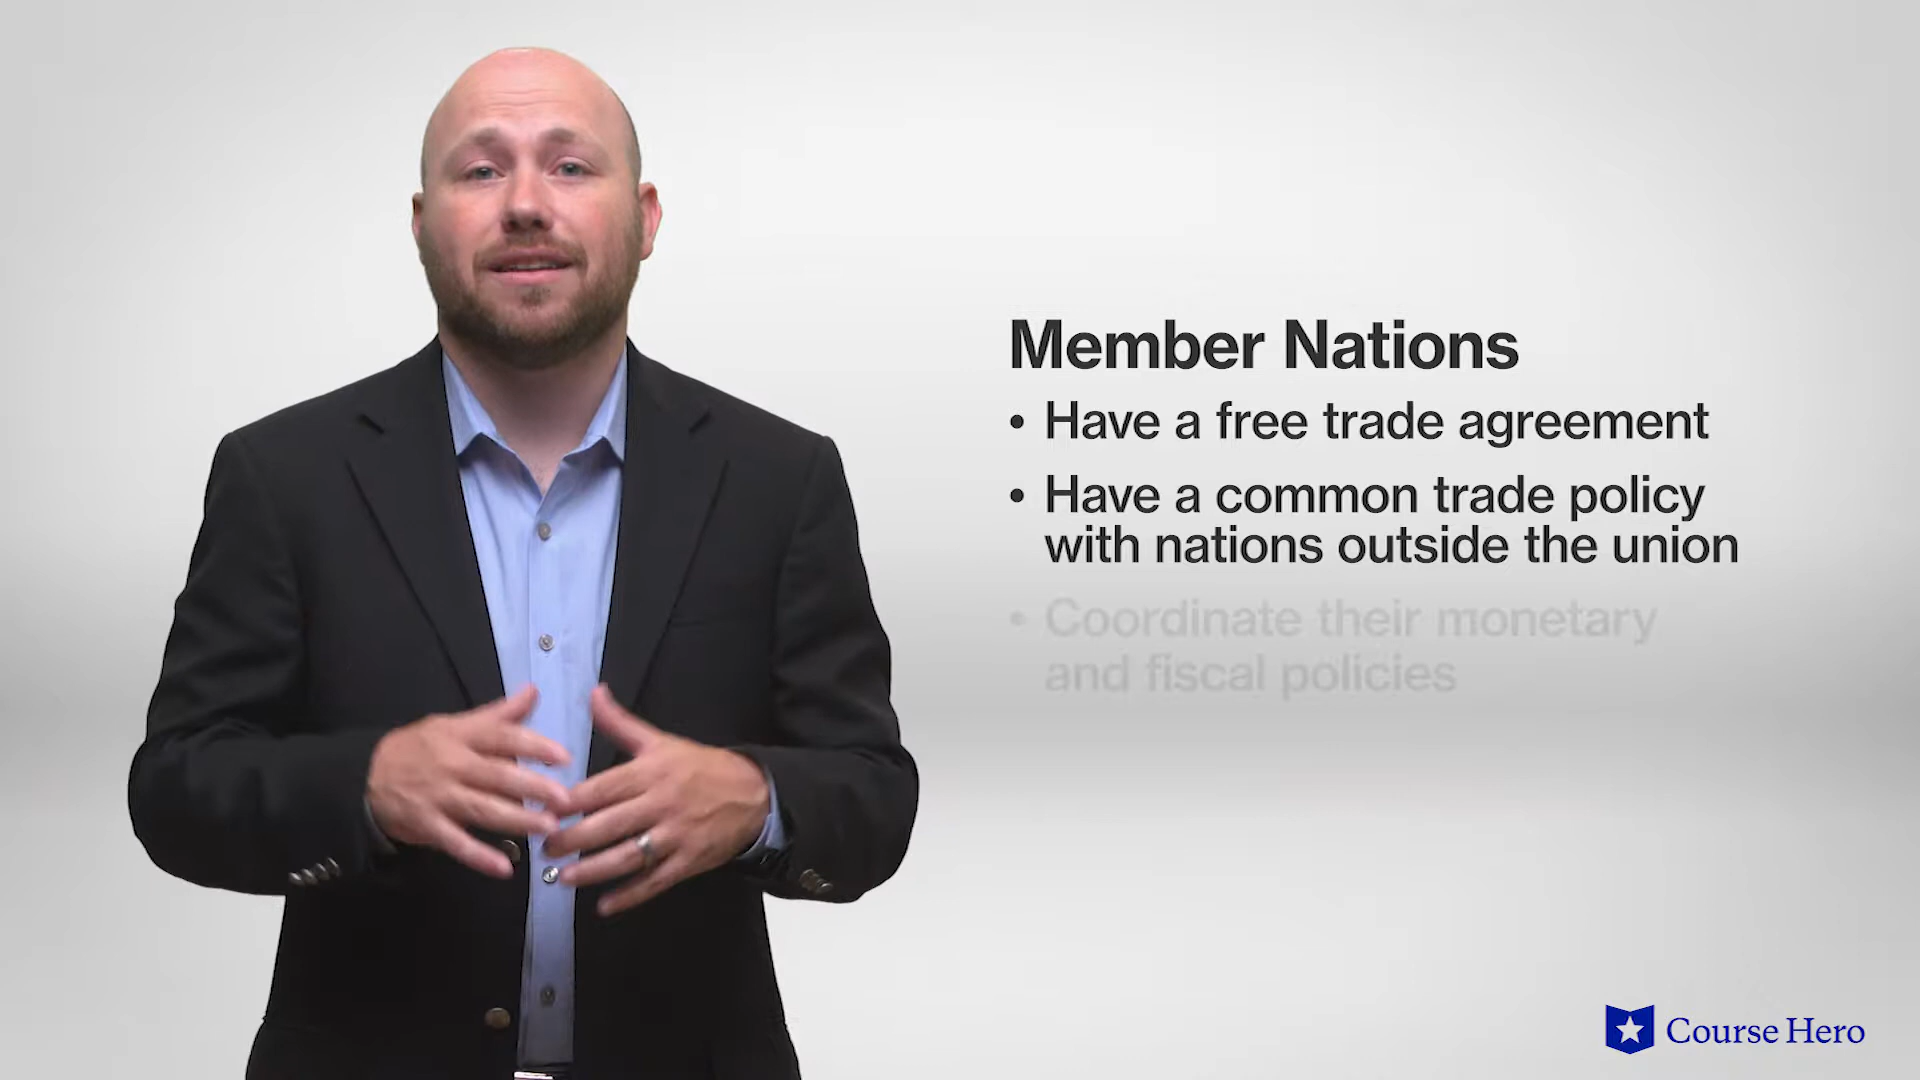 Member Nations
• Have a free trade agreement
• Have a common trade policy
with nations outside the union
• Coordinate their monetary
and fiscal policies
Course Hero